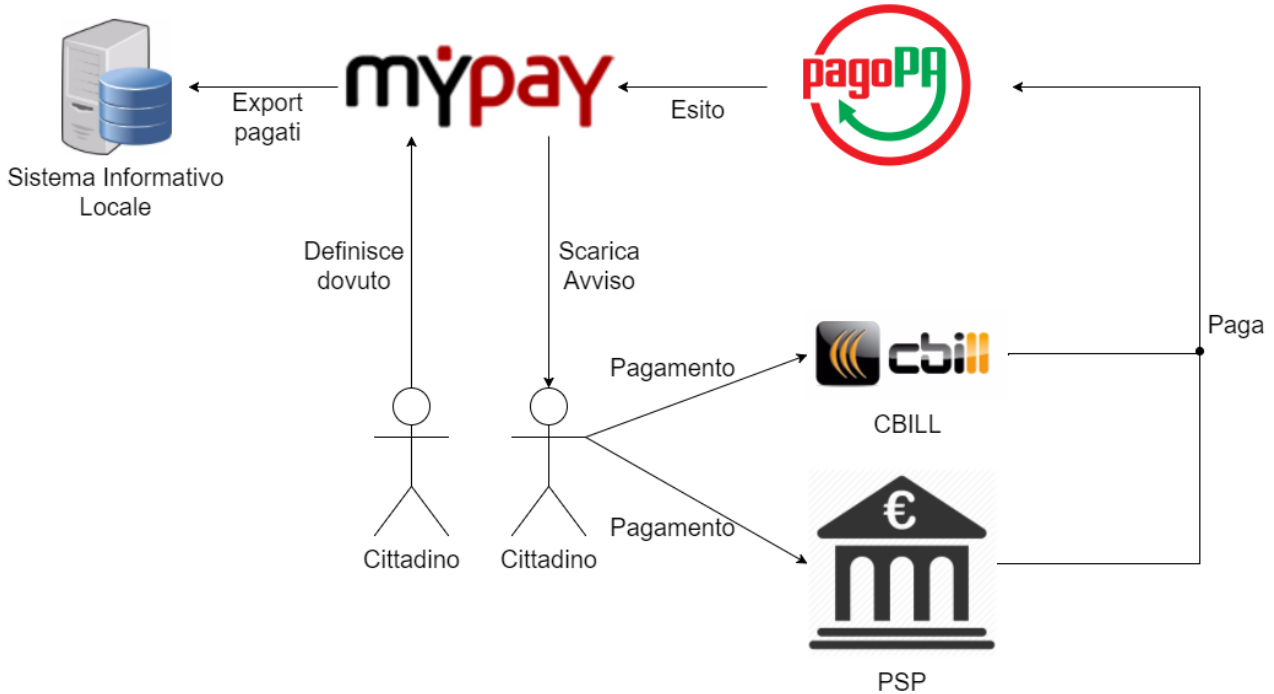 mypay
pagoPA
Export
pagati
Esito
Sistema Informativo
Locale
Definisce
dovuto
Scarica
Avviso
Paga
Pagamento
cbill
CBILL
€
Pagamento
Cittadino
Cittadino
PSP